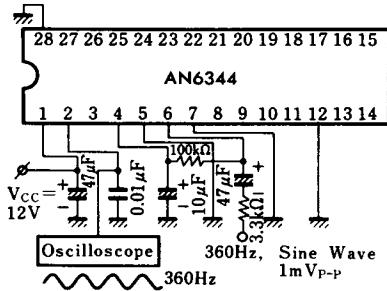 28 27 26 25 24 23 22 21 20 19 18 17 16 15
AN6344
1 2 3 4 5 6 7 8 9 10 11 12 13 14
100kΩ
47μF
0.01μF
10μF
47μF
3.3kΩ
VCC=
12V
+
−
+
−
+
Oscilloscope
360Hz
360Hz, Sine Wave
1mVP-P